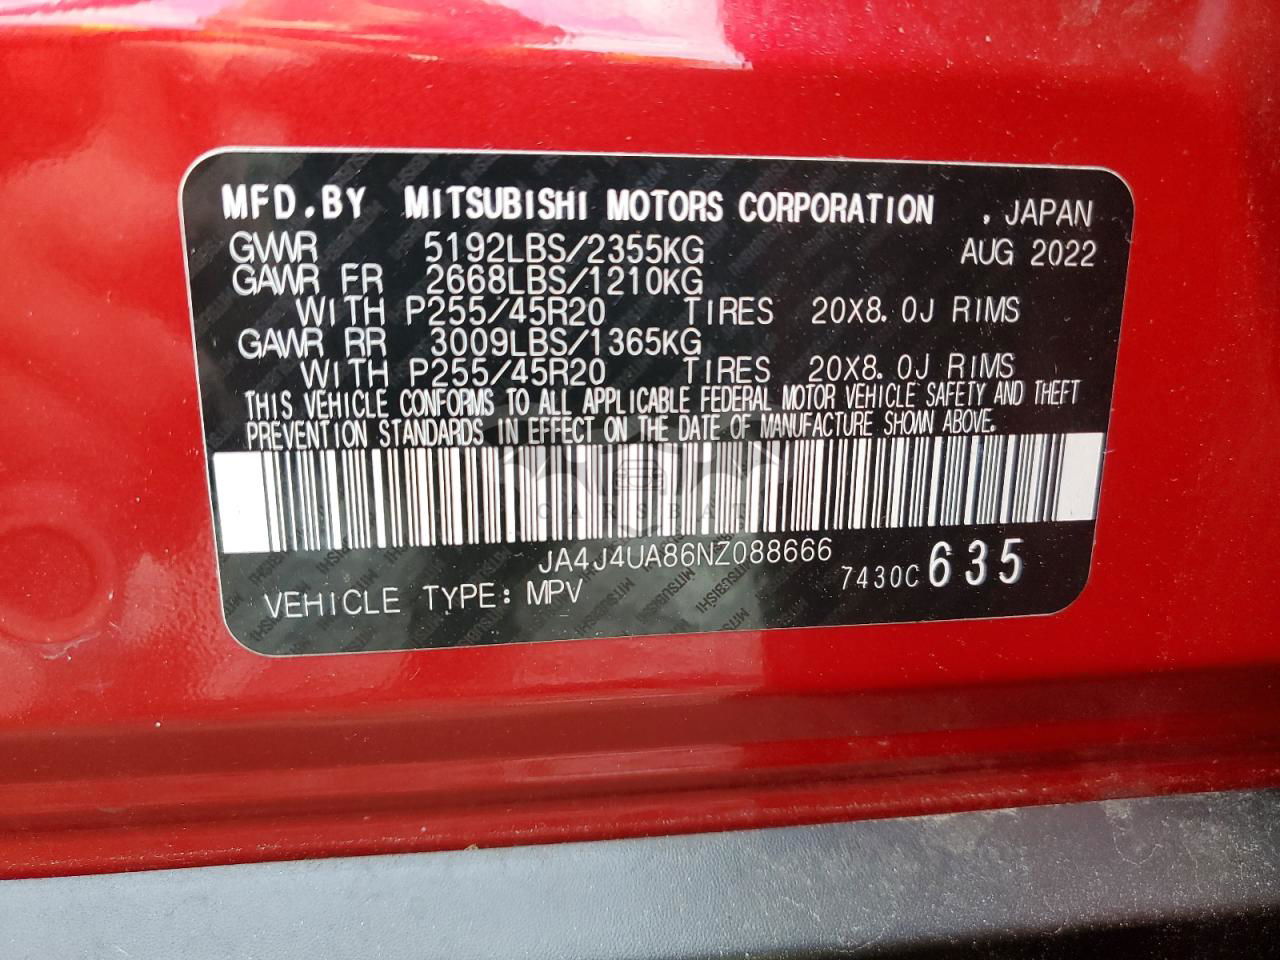 MFD.BY MITSUBISHI MOTORS CORPORATION , JAPAN
GVWR 5192LBS/2355KG AUG 2022
GAWR FR 2668LBS/1210KG
WITH P255/45R20 TIRES 20X8.0J RIMS
GAWR RR 3009LBS/1365KG
WITH P255/45R20 TIRES 20X8.0J RIMS
THIS VEHICLE CONFORMS TO ALL APPLICABLE FEDERAL MOTOR VEHICLE SAFETY AND THEFT
PREVENTION STANDARDS IN EFFECT ON THE DATE OF MANUFACTURE SHOWN ABOVE.
CARSBAT
JA4J4UA86NZ088666
7430C 635
VEHICLE TYPE: MPV